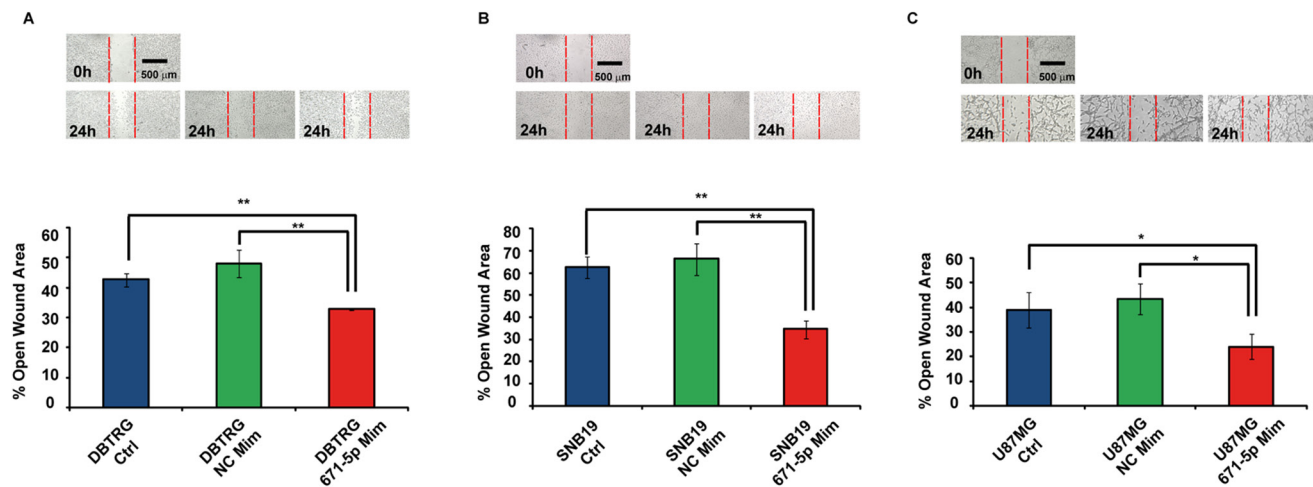 A
0h
500 μm
24h
24h
24h
**
**
% Open Wound Area
60
50
40
30
20
10
0
DBTRG
Ctrl
DBTRG
NC Mim
DBTRG
671-5p Mim
B
0h
500 μm
24h
24h
24h
**
**
% Open Wound Area
80
70
60
50
40
30
20
10
0
SNB19
Ctrl
SNB19
NC Mim
SNB19
671-5p Mim
C
0h
500 μm
24h
24h
24h
*
*
% Open Wound Area
60
50
40
30
20
10
0
U87MG
Ctrl
U87MG
NC Mim
U87MG
671-5p Mim